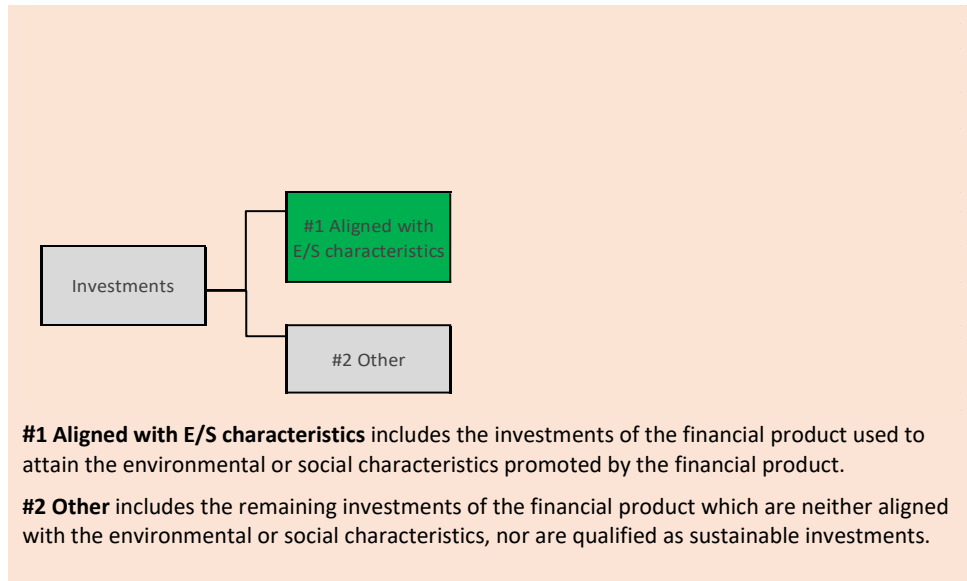 #1 Aligned with
E/S characteristics
Investments
#2 Other
#1 Aligned with E/S characteristics includes the investments of the financial product used to
attain the environmental or social characteristics promoted by the financial product.
#2 Other includes the remaining investments of the financial product which are neither aligned
with the environmental or social characteristics, nor are qualified as sustainable investments.